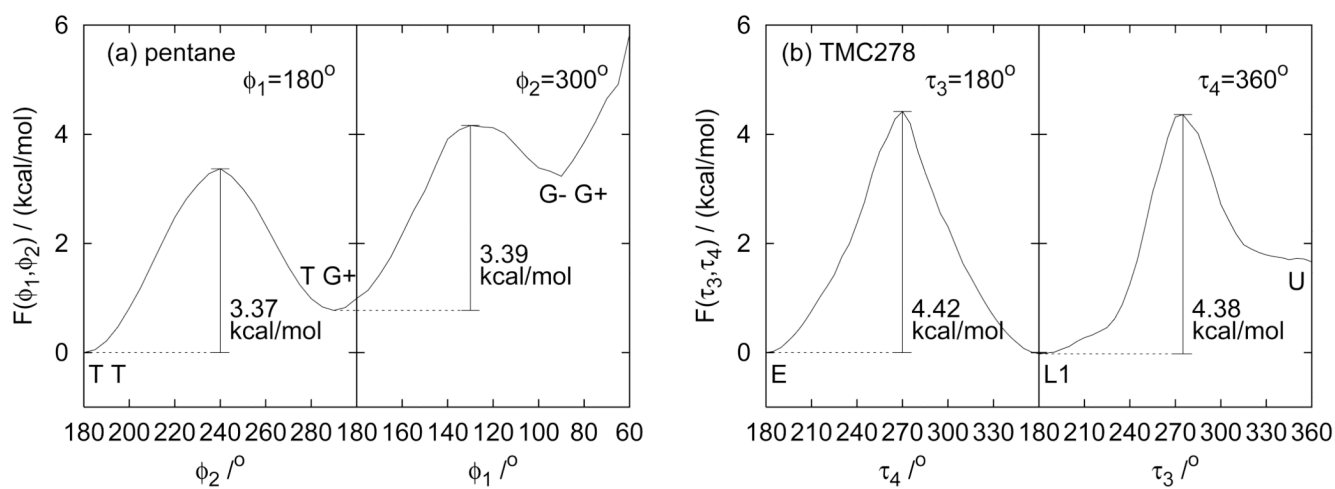 (a) pentane
ϕ1=180°
ϕ2=300°
F(ϕ1,ϕ2) / (kcal/mol)
6
4
2
0
3.37
kcal/mol
3.39
kcal/mol
T T
T G+
G- G+
180 200 220 240 260 280 180 160 140 120 100 80 60
ϕ2 /°
ϕ1 /°
(b) TMC278
τ3=180°
τ4=360°
F(τ3,τ4) / (kcal/mol)
6
4
2
0
4.42
kcal/mol
4.38
kcal/mol
E
L1
U
180 210 240 270 300 330 180 210 240 270 300 330 360
τ4 /°
τ3 /°